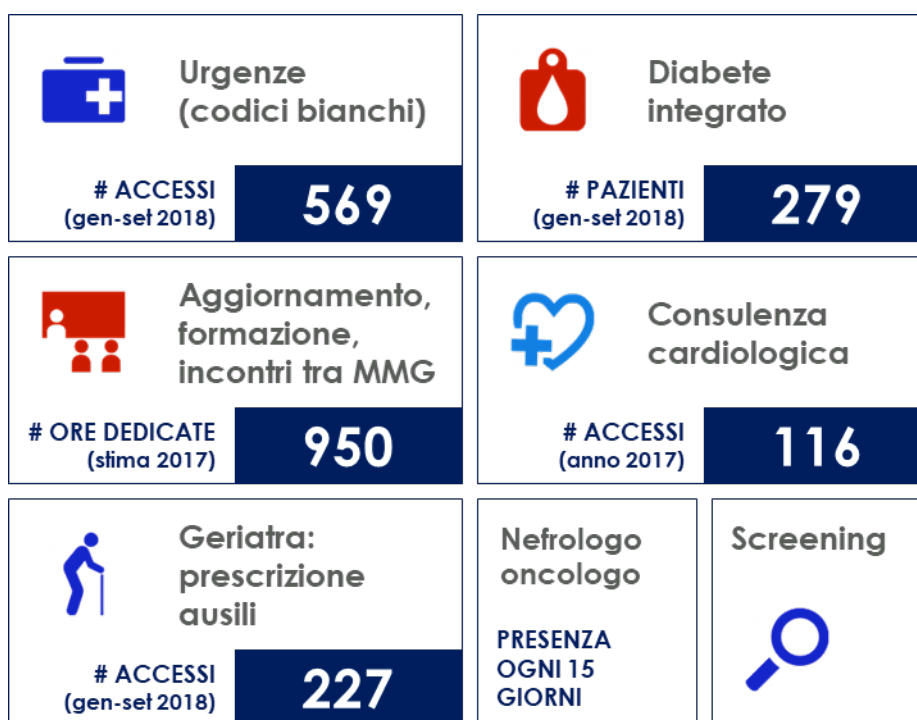 Urgenze
(codici bianchi)
# ACCESSI
(gen-set 2018)
569
Diabete
integrato
# PAZIENTI
(gen-set 2018)
279
Aggiornamento,
formazione,
incontri tra MMG
# ORE DEDICATE
(stima 2017)
950
Consulenza
cardiologica
# ACCESSI
(anno 2017)
116
Geriatra:
prescrizione
ausili
# ACCESSI
(gen-set 2018)
227
Nefrologo
oncologo
PRESENZA
OGNI 15
GIORNI
Screening